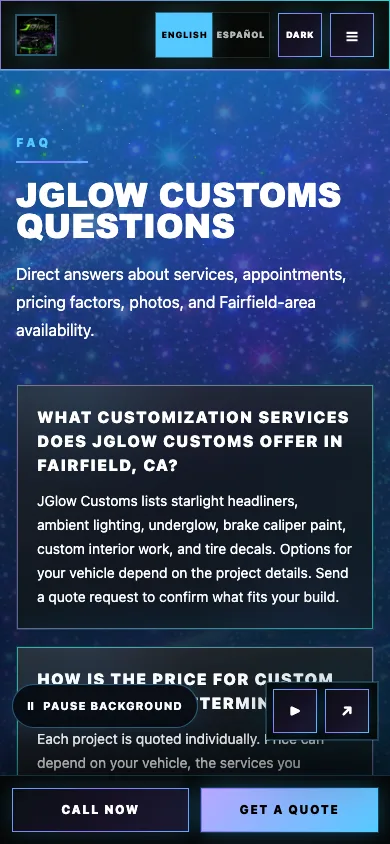 JGlow
ENGLISH ESPAÑOL DARK
FAQ
JGLOW CUSTOMS
QUESTIONS
Direct answers about services, appointments,
pricing factors, photos, and Fairfield-area
availability.
WHAT CUSTOMIZATION SERVICES
DOES JGLOW CUSTOMS OFFER IN
FAIRFIELD, CA?
JGlow Customs lists starlight headliners,
ambient lighting, underglow, brake caliper paint,
custom interior work, and tire decals. Options for
your vehicle depend on the project details. Send
a quote request to confirm what fits your build.
HOW IS THE PRICE FOR CUSTOM
PAUSE BACKGROUND
Each project is quoted individually. Price can
depend on your vehicle, the services you
CALL NOW GET A QUOTE